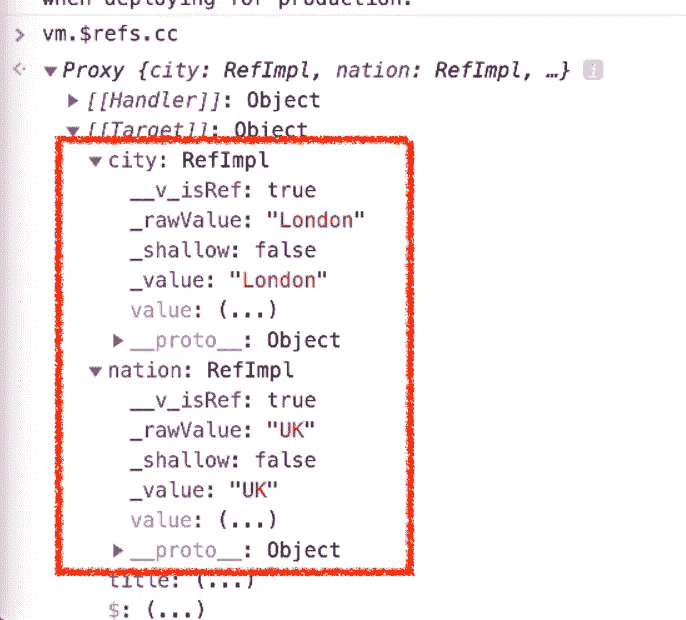 when deploying for production.
> vm.$refs.cc
<· ▼Proxy {city: RefImpl, nation: RefImpl, …} i
▶[[Handler]]: Object
▼[[Target]]: Object
▼city: RefImpl
__v_isRef: true
_rawValue: "London"
_shallow: false
_value: "London"
value: (...)
▶__proto__: Object
▼nation: RefImpl
__v_isRef: true
_rawValue: "UK"
_shallow: false
_value: "UK"
value: (...)
▶__proto__: Object
title: (...)
$: (...)